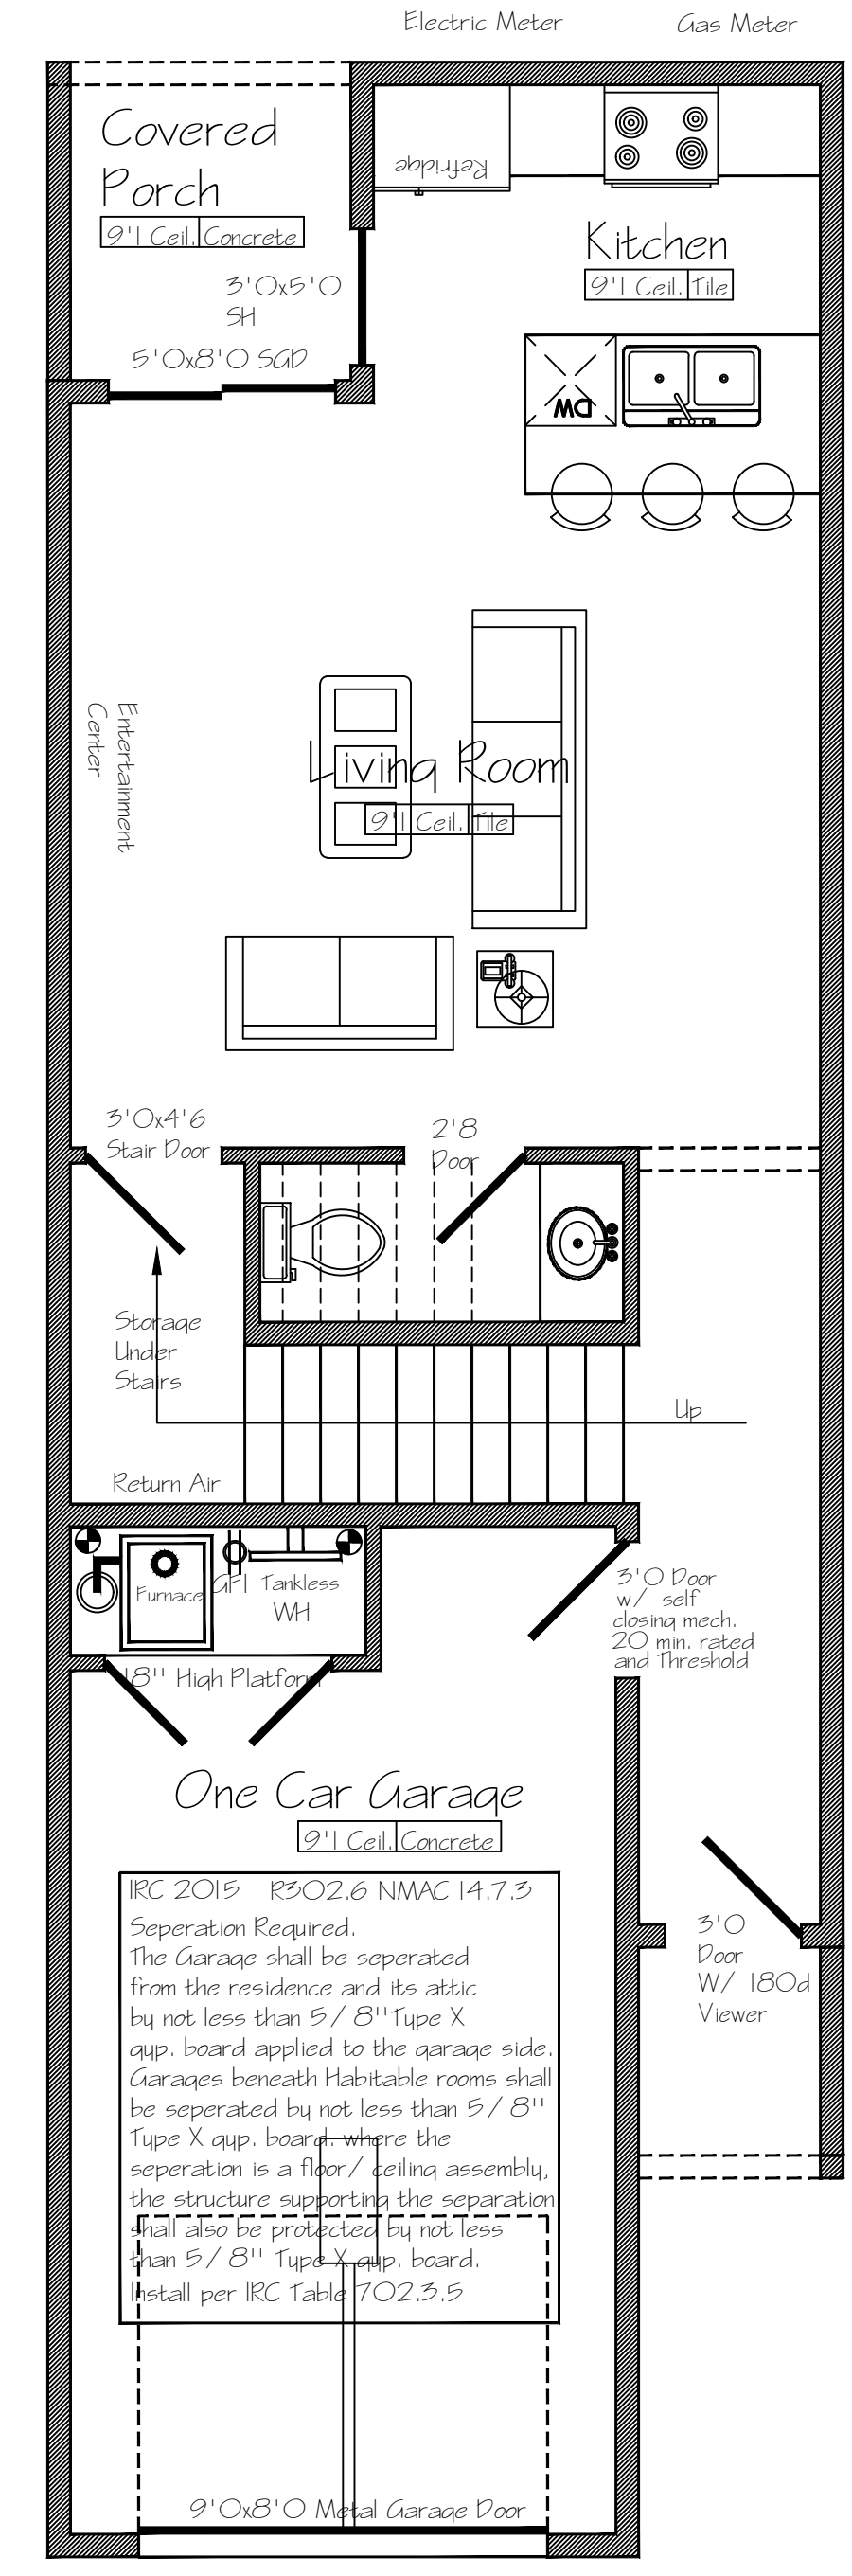 Electric Meter
Gas Meter
Covered
Porch
9'1 Ceil. Concrete
Refridge
Kitchen
9'1 Ceil. Tile
3'0x5'0
SH
5'0x8'0 SGD
DW
Entertainment
Center
Living Room
9'1 Ceil. Tile
3'0x4'6
Stair Door
2'8
Door
Storage
Under
Stairs
Up
Return Air
Furnace
GFI
Tankless
WH
18" High Platform
3'0 Door
w/ self
closing mech.
20 min. rated
and Threshold
One Car Garage
9'1 Ceil. Concrete
IRC 2015 R302.6 NMAC 14.7.3
Seperation Required.
The Garage shall be seperated
from the residence and its attic
by not less than 5/8" Type X
gyp. board applied to the garage side.
Garages beneath Habitable rooms shall
be seperated by not less than 5/8"
Type X gyp. board. where the
seperation is a floor/ ceiling assembly,
the structure supporting the separation
shall also be protected by not less
than 5/8" Type X gyp. board.
Install per IRC Table 702.3.5
3'0
Door
W/ 180d
Viewer
9'0x8'0 Metal Garage Door